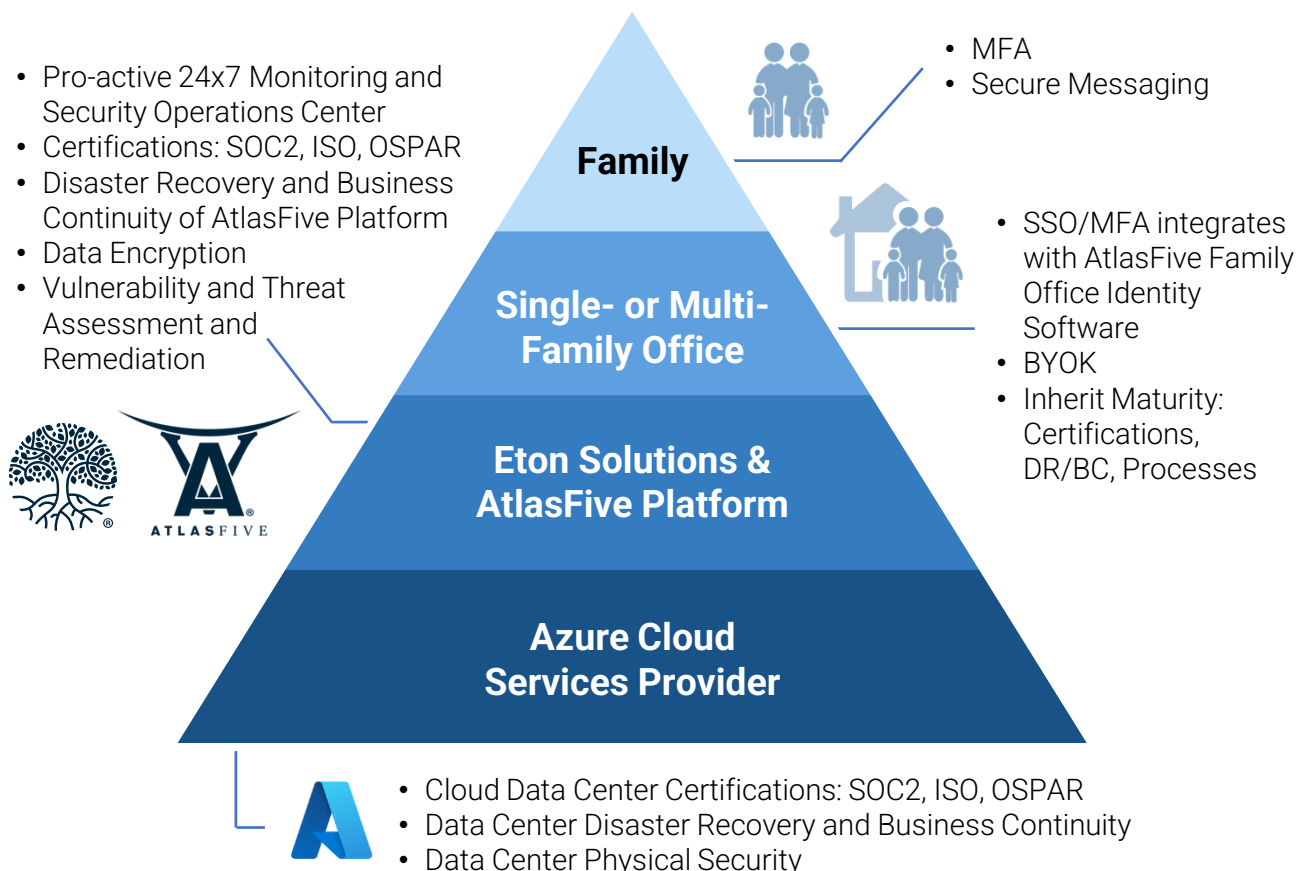 • Pro-active 24x7 Monitoring and
Security Operations Center
• Certifications: SOC2, ISO, OSPAR
• Disaster Recovery and Business
Continuity of AtlasFive Platform
• Data Encryption
• Vulnerability and Threat
Assessment and
Remediation
®
®
ATLASFIVE
Family
Single- or Multi-
Family Office
Eton Solutions &
AtlasFive Platform
Azure Cloud
Services Provider
• MFA
• Secure Messaging
• SSO/MFA integrates
with AtlasFive Family
Office Identity
Software
• BYOK
• Inherit Maturity:
Certifications,
DR/BC, Processes
• Cloud Data Center Certifications: SOC2, ISO, OSPAR
• Data Center Disaster Recovery and Business Continuity
• Data Center Physical Security